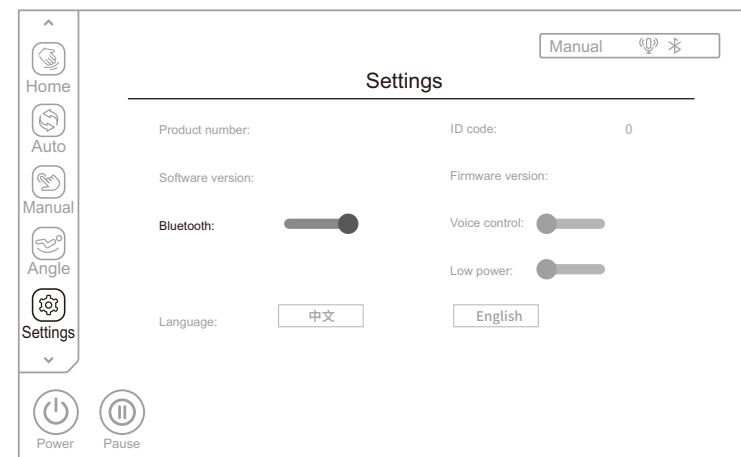 Manual
Settings
Home
Auto
Manual
Angle
Settings
Product number:
ID code: 0
Software version:
Firmware version:
Bluetooth:
Voice control:
Low power:
Language: 中文 English
Power
Pause